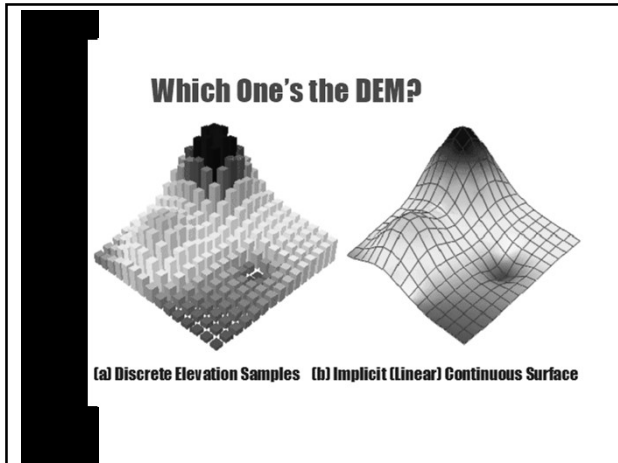 Which One's the DEM?
(a) Discrete Elevation Samples (b) Implicit (Linear) Continuous Surface